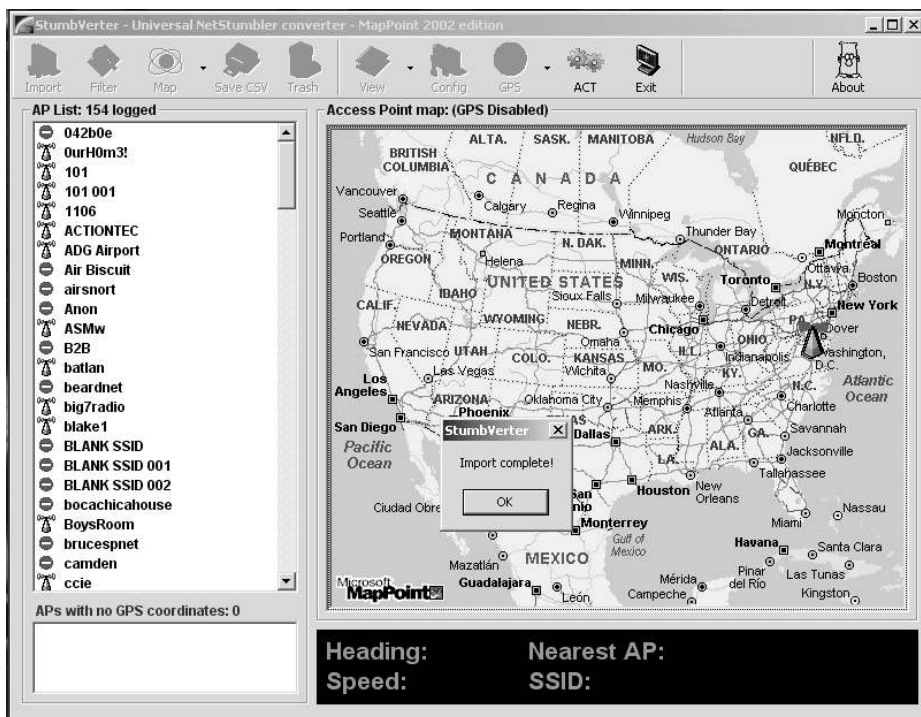 StumbVerter - Universal NetStumbler converter - MapPoint 2002 edition
Import Filter Map Save CSV Trash View Config GPS ACT Exit About
AP List: 154 logged
042b0e
0urH0m3!
101
101 001
1106
ACTIONTEC
ADG Airport
Air Biscuit
airsnort
Anon
ASMw
B2B
batlan
beardnet
big7radio
blake1
BLANK SSID
BLANK SSID 001
BLANK SSID 002
bocachicahouse
BoysRoom
brucespnet
camden
ccie
APs with no GPS coordinates: 0
Access Point map: (GPS Disabled)
ALTA. SASK. MANITOBA Hudson Bay NFLD.
BRITISH
COLUMBIA
QUÉBEC
CANADA
Vancouver Calgary Regina Winnipeg
Seattle Thunder Bay Moncton
Portland MONTANA N. DAK. ONTARIO Montréal
OREGON Helena MINN. Ottawa
UNITED STATES WIS. Toronto Boston
IDAHO Sioux Falls Milwaukee Detroit N.Y.
CALIF. WYOMING New York
NEVADA NEBR. Chicago PA. Dover
Omaha OHIO
San Francisco UTAH COLO. KANSAS ILL. Indianapolis Washington,
D.C.
Las Vegas Wichita MO. KY.
Los
Angeles
ARIZONA Oklahoma City Nashville N.C. Atlantic
Ocean
Phoenix Memphis Charlotte
San Diego AS Dallas ARK. Atlanta GA. Savannah
Pacific
Ocean
LA. ALA. Jacksonville
Tallahassee
Houston New
Orleans
Ciudad Obre San
nio
Miami Nassau
Monterrey
Gulf of
Mexico
Havana Santa Clara
MEXICO
Mazatlán Pinar
del Río
Las Tunas
Guadalajara León Mérida
Campeche
Kingston
Microsoft
MapPoint
StumbVerter
Import complete!
OK
Heading: Nearest AP:
Speed: SSID: